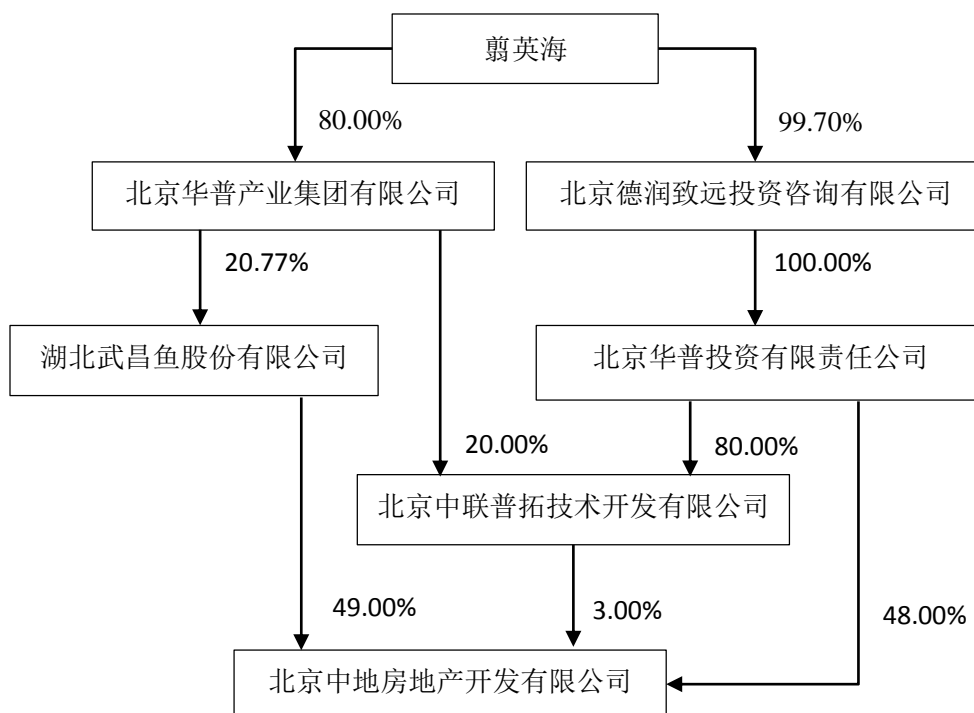 翦英海
80.00%
99.70%
北京华普产业集团有限公司
北京德润致远投资咨询有限公司
20.77%
100.00%
湖北武昌鱼股份有限公司
北京华普投资有限责任公司
20.00%
80.00%
北京中联普拓技术开发有限公司
49.00%
3.00%
48.00%
北京中地房地产开发有限公司